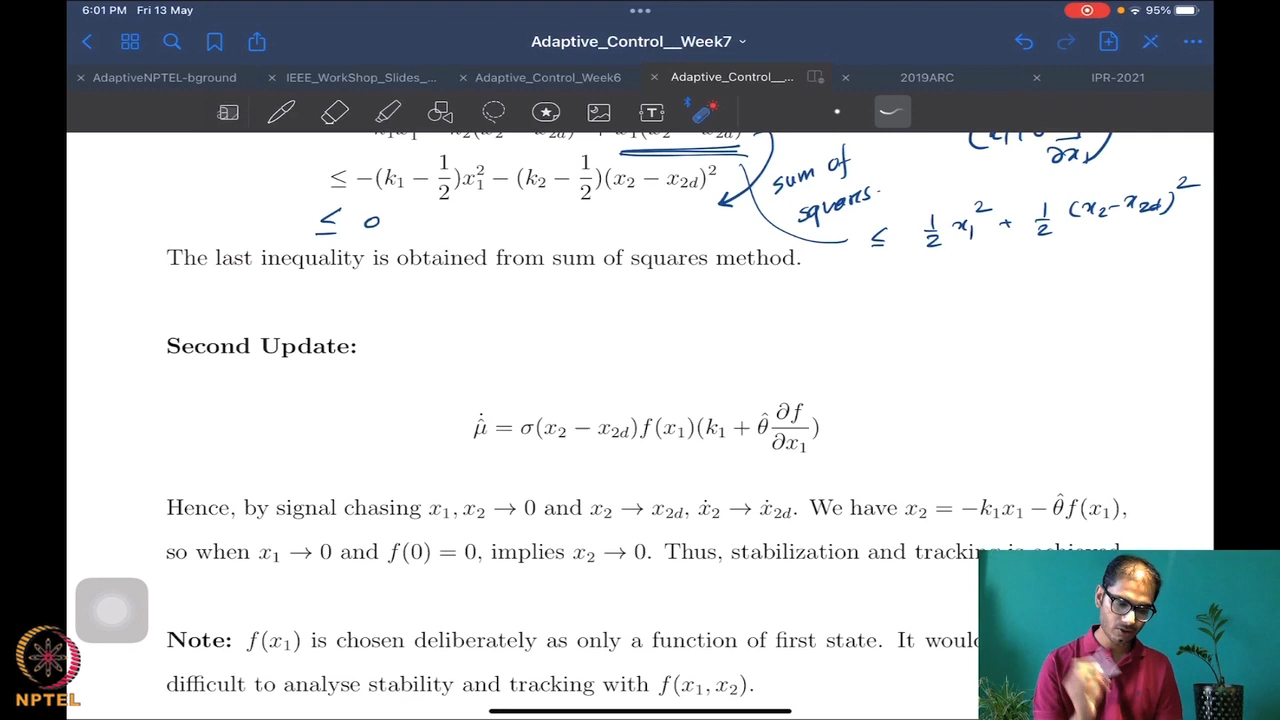 6:01 PM Fri 13 May
95%
Adaptive_Control__Week7
AdaptiveNPTEL-bground
IEEE_WorkShop_Slides_...
Adaptive_Control_Week6
Adaptive_Control__...
2019ARC
IPR-2021
≤ −(k₁ − 1/2)x₁² − (k₂ − 1/2)(x₂ − x₂d)²
sum of
squares.
≤ 0
≤ 1/2 x₁² + 1/2 (x₂ − x₂d)²
The last inequality is obtained from sum of squares method.
Second Update:
μ̂̇ = σ(x₂ − x₂d)f(x₁)(k₁ + θ̂ ∂f/∂x₁)
Hence, by signal chasing x₁, x₂ → 0 and x₂ → x₂d, ẋ₂ → ẋ₂d. We have x₂ = −k₁x₁ − θ̂f(x₁),
so when x₁ → 0 and f(0) = 0, implies x₂ → 0. Thus, stabilization and tracking is achieved
Note: f(x₁) is chosen deliberately as only a function of first state. It would
difficult to analyse stability and tracking with f(x₁, x₂).
NPTEL